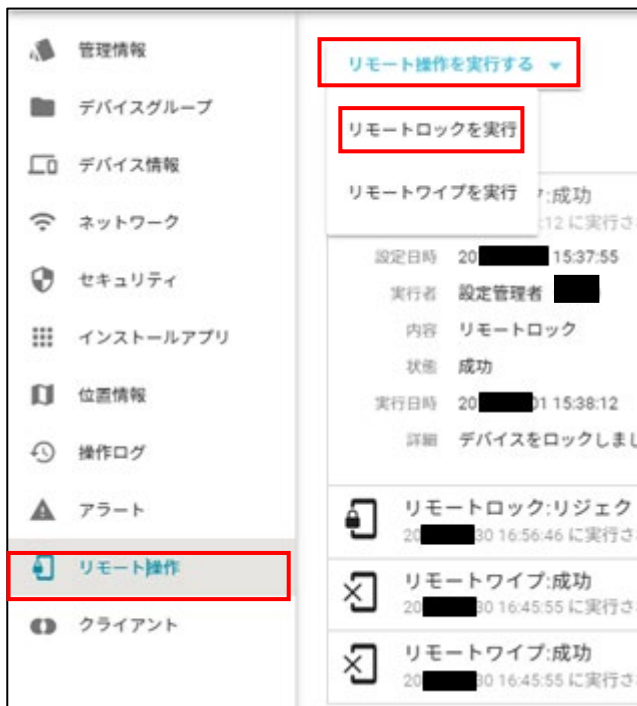 管理情報
デバイスグループ
デバイス情報
ネットワーク
セキュリティ
インストールアプリ
位置情報
操作ログ
アラート
リモート操作
クライアント
リモート操作を実行する
リモートロックを実行
リモートワイプを実行
:成功
:12 に実行さ
設定日時 20 15:37:55
実行者 設定管理者
内容 リモートロック
状態 成功
実行日時 20 01 15:38:12
詳細 デバイスをロックしまし
リモートロック:リジェク
20 30 16:56:46 に実行さ
リモートワイプ:成功
20 30 16:45:55 に実行さ
リモートワイプ:成功
20 30 16:45:55 に実行さ